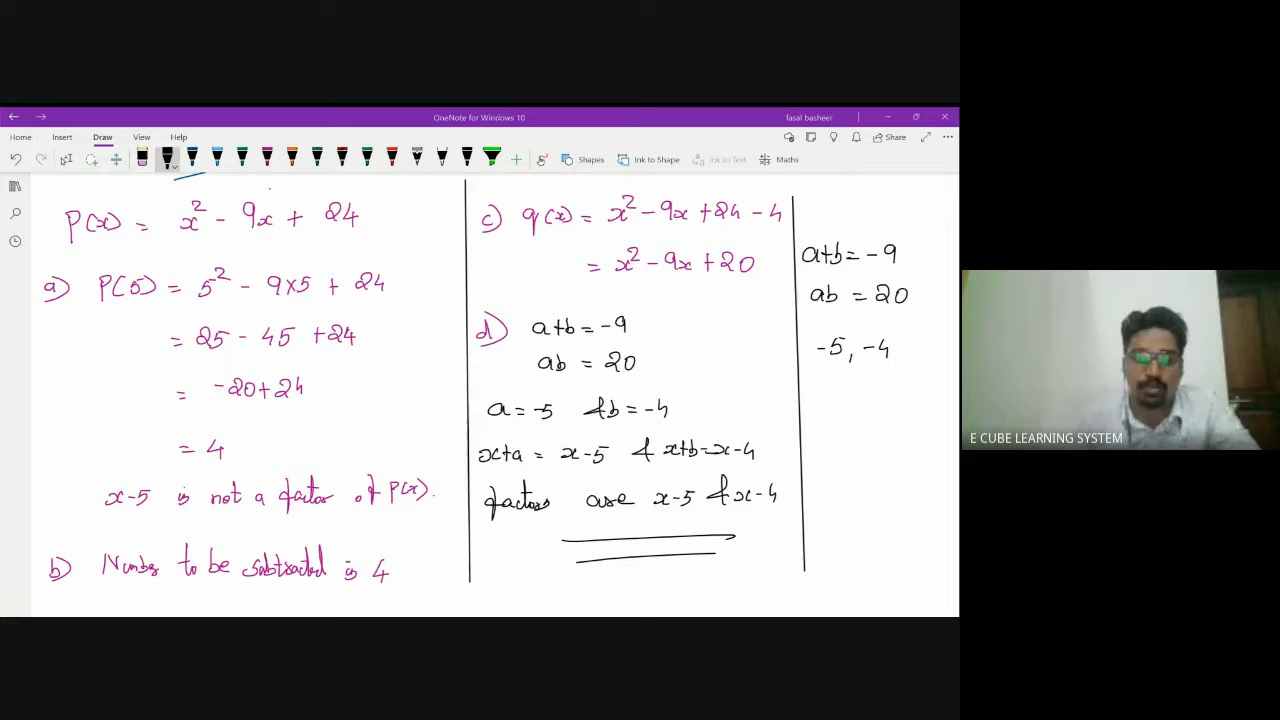 OneNote for Windows 10
fasal basheer
Home Insert Draw View Help
Share
Shapes Ink to Shape Ink to Text Maths
P(x) = x² - 9x + 24
a) P(5) = 5² - 9x5 + 24
= 25 - 45 + 24
= -20+24
= 4
x-5 is not a factor of P(x).
b) Number to be subtracted is 4
c) q(x) = x² - 9x + 24 - 4
= x² - 9x + 20
d) a+b = -9
ab = 20
a = -5 & b = -4
x+a = x-5 & x+b = x-4
factors are x-5 & x-4
a+b = -9
ab = 20
-5, -4
E CUBE LEARNING SYSTEM